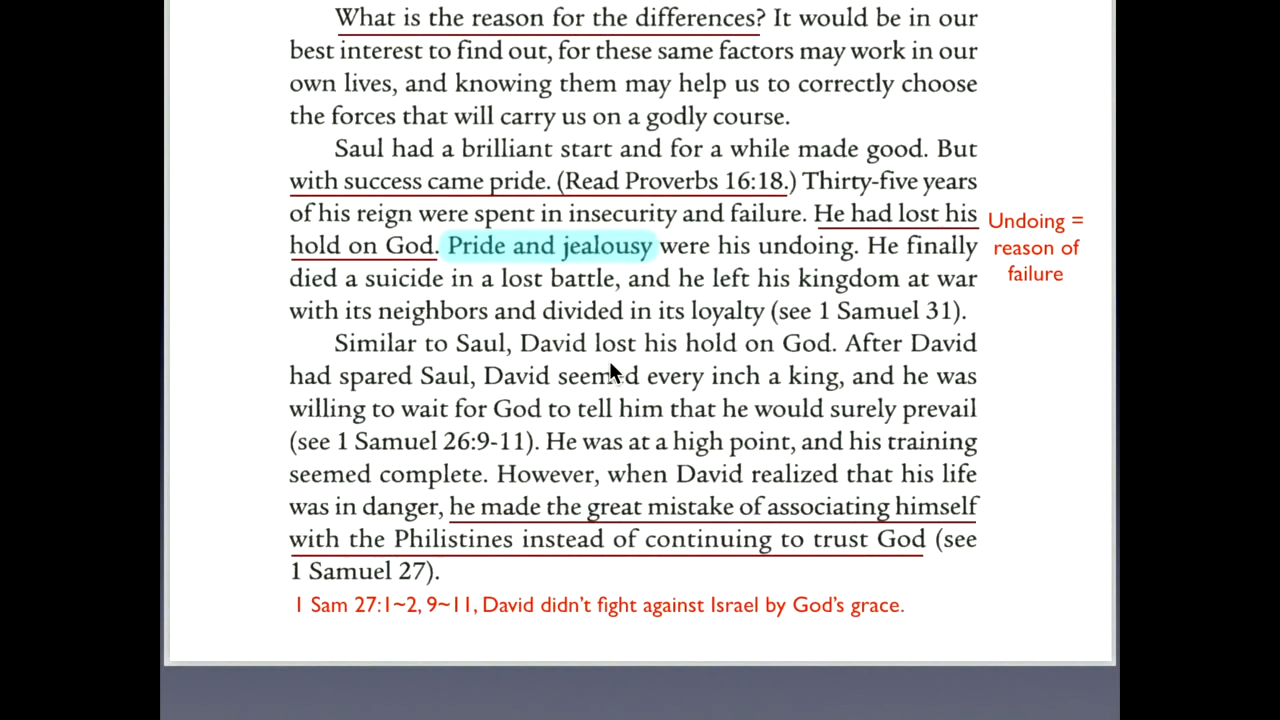 What is the reason for the differences? It would be in our
best interest to find out, for these same factors may work in our
own lives, and knowing them may help us to correctly choose
the forces that will carry us on a godly course.
Saul had a brilliant start and for a while made good. But
with success came pride. (Read Proverbs 16:18.) Thirty-five years
of his reign were spent in insecurity and failure. He had lost his
hold on God. Pride and jealousy were his undoing. He finally
died a suicide in a lost battle, and he left his kingdom at war
with its neighbors and divided in its loyalty (see 1 Samuel 31).
Undoing =
reason of
failure
Similar to Saul, David lost his hold on God. After David
had spared Saul, David seemed every inch a king, and he was
willing to wait for God to tell him that he would surely prevail
(see 1 Samuel 26:9-11). He was at a high point, and his training
seemed complete. However, when David realized that his life
was in danger, he made the great mistake of associating himself
with the Philistines instead of continuing to trust God (see
1 Samuel 27).
1 Sam 27:1~2, 9~11, David didn't fight against Israel by God's grace.